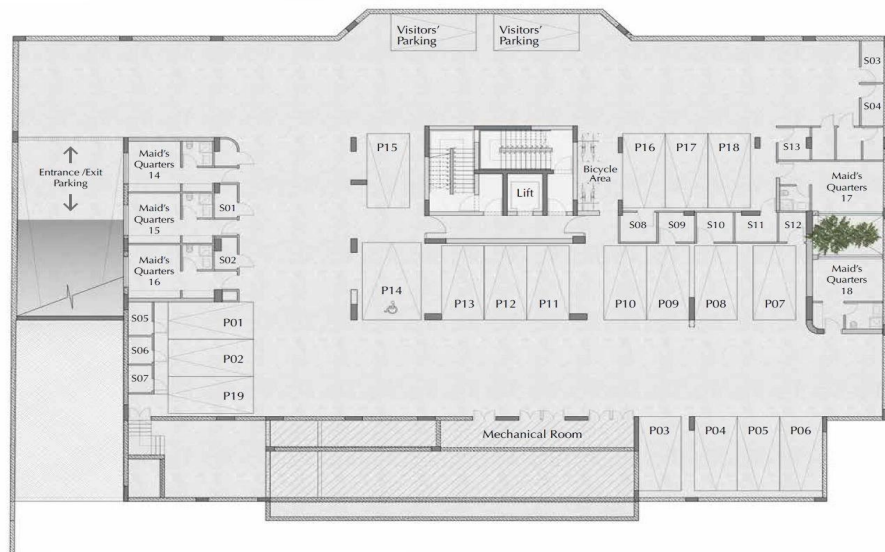 Visitors'
Parking
Visitors'
Parking
S03
S04
Maid's
Quarters
14
Entrance /Exit
Parking
P15
Lift
Bicycle
Area
P16
P17
P18
S13
Maid's
Quarters
17
S01
Maid's
Quarters
15
S08
S09
S10
S11
S12
Maid's
Quarters
16
S02
P14
P13
P12
P11
P10
P09
P08
P07
Maid's
Quarters
18
S05
P01
S06
P02
S07
P19
Mechanical Room
P03
P04
P05
P06